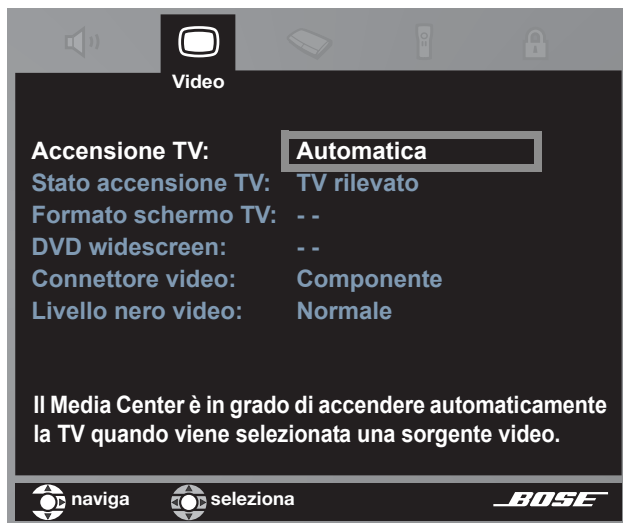 Video
Accensione TV: Automatica
Stato accensione TV: TV rilevato
Formato schermo TV: - -
DVD widescreen: - -
Connettore video: Componente
Livello nero video: Normale
Il Media Center è in grado di accendere automaticamente
la TV quando viene selezionata una sorgente video.
naviga seleziona BOSE